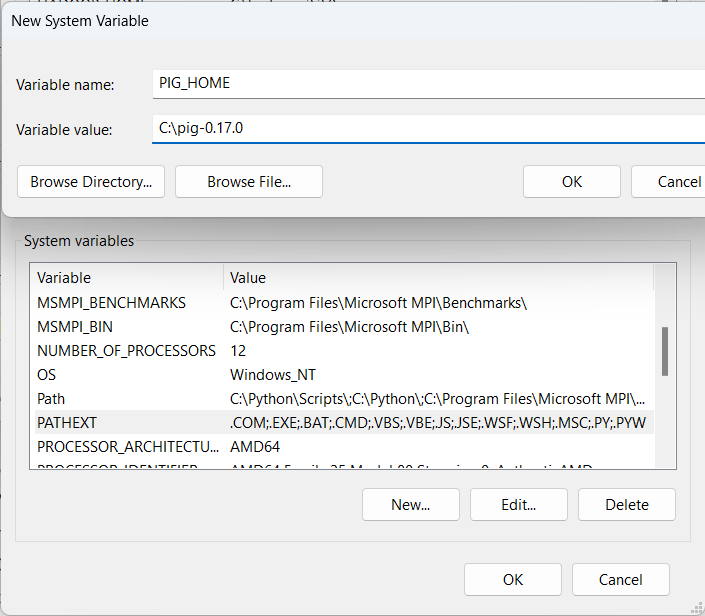 New System Variable
Variable name: PIG_HOME
Variable value: C:\pig-0.17.0
Browse Directory... Browse File... OK Cancel
System variables
Variable Value
MSMPI_BENCHMARKS C:\Program Files\Microsoft MPI\Benchmarks\
MSMPI_BIN C:\Program Files\Microsoft MPI\Bin\
NUMBER_OF_PROCESSORS 12
OS Windows_NT
Path C:\Python\Scripts\;C:\Python\;C:\Program Files\Microsoft MPI\...
PATHEXT .COM;.EXE;.BAT;.CMD;.VBS;.VBE;.JS;.JSE;.WSF;.WSH;.MSC;.PY;.PYW
PROCESSOR_ARCHITECTU... AMD64
PROCESSOR_IDENTIFIER
New... Edit... Delete
OK Cancel